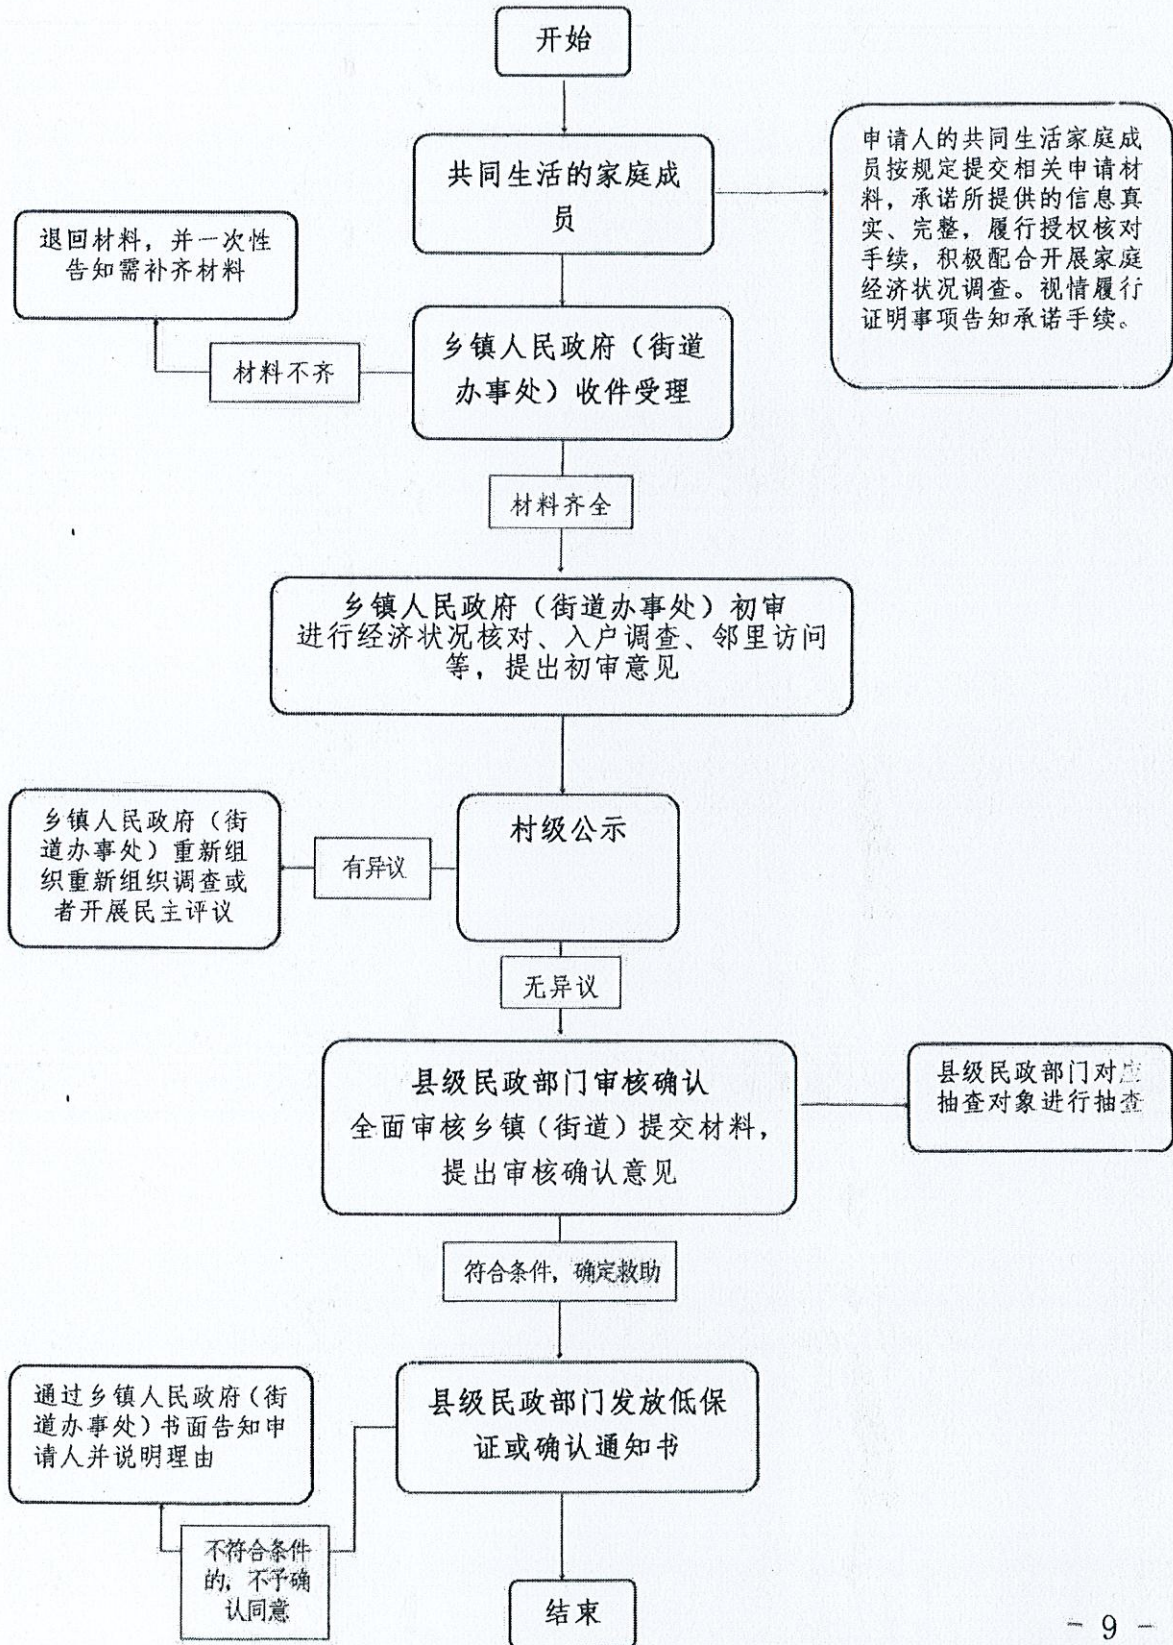 开始
共同生活的家庭成
员
申请人的共同生活家庭成
员按规定提交相关申请材
料，承诺所提供的信息真
实、完整，履行授权核对
手续，积极配合开展家庭
经济状况调查。视情履行
证明事项告知承诺手续。
退回材料，并一次性
告知需补齐材料
材料不齐
乡镇人民政府（街道
办事处）收件受理
材料齐全
乡镇人民政府（街道办事处）初审
进行经济状况核对、入户调查、邻里访问
等，提出初审意见
乡镇人民政府（街
道办事处）重新组
织重新组织调查或
者开展民主评议
有异议
村级公示
无异议
县级民政部门审核确认
全面审核乡镇（街道）提交材料，
提出审核确认意见
县级民政部门对应
抽查对象进行抽查
符合条件，确定救助
通过乡镇人民政府（街
道办事处）书面告知申
请人并说明理由
县级民政部门发放低保
证或确认通知书
不符合条件
的，不予确
认同意
结束
- 9 -